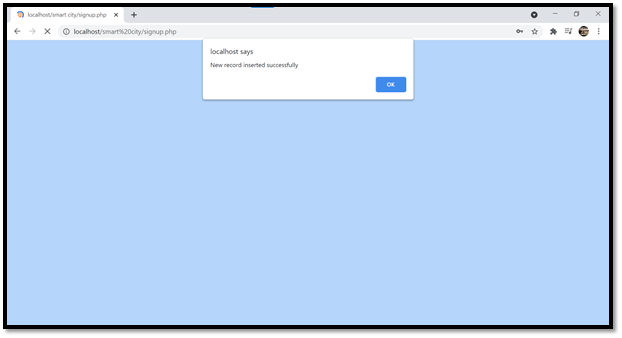 localhost/smart city/signup.php
localhost/smart%20city/signup.php
localhost says
New record inserted successfully
OK